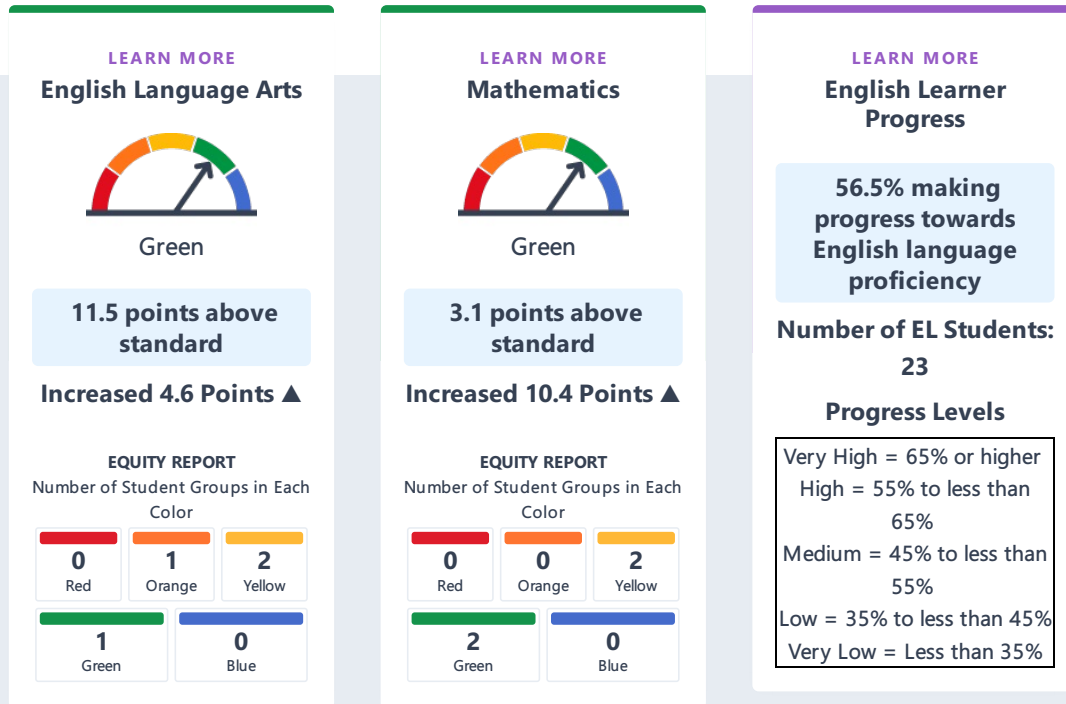 LEARN MORE
English Language Arts
Green
11.5 points above
standard
Increased 4.6 Points ▲
EQUITY REPORT
Number of Student Groups in Each
Color
0
Red
1
Orange
2
Yellow
1
Green
0
Blue
LEARN MORE
Mathematics
Green
3.1 points above
standard
Increased 10.4 Points ▲
EQUITY REPORT
Number of Student Groups in Each
Color
0
Red
0
Orange
2
Yellow
2
Green
0
Blue
LEARN MORE
English Learner
Progress
56.5% making
progress towards
English language
proficiency
Number of EL Students:
23
Progress Levels
Very High = 65% or higher
High = 55% to less than
65%
Medium = 45% to less than
55%
Low = 35% to less than 45%
Very Low = Less than 35%